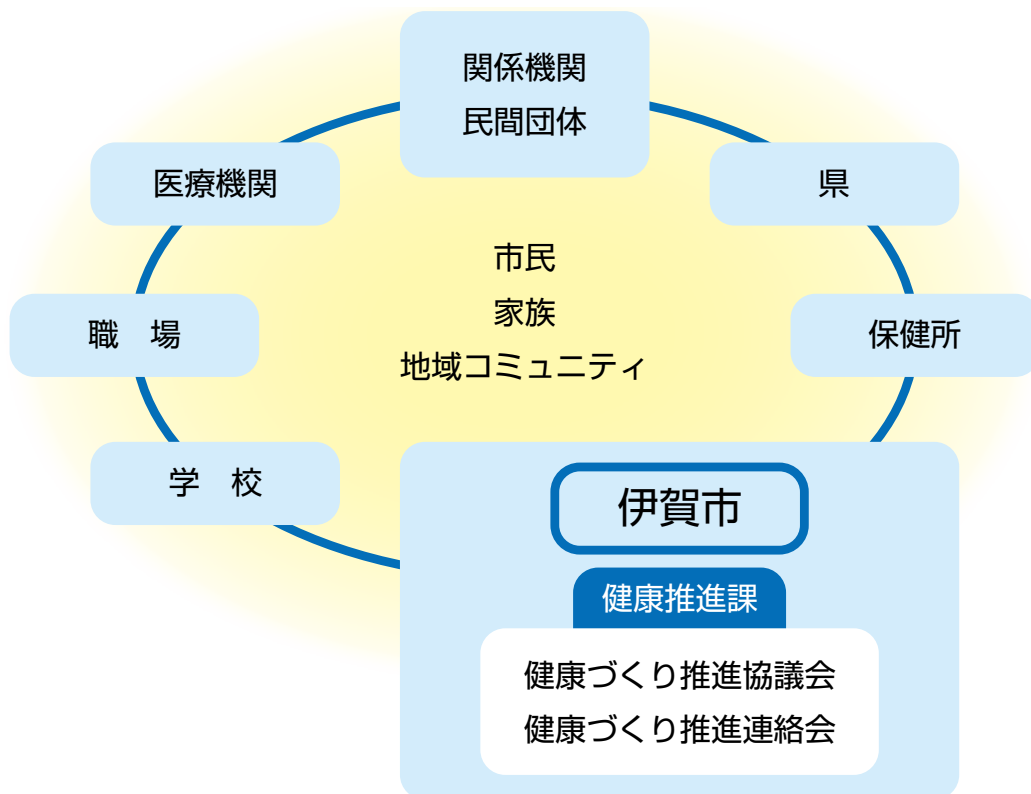 関係機関
民間団体
医療機関
県
市民
家族
地域コミュニティ
職　場
保健所
学　校
伊賀市
健康推進課
健康づくり推進協議会
健康づくり推進連絡会